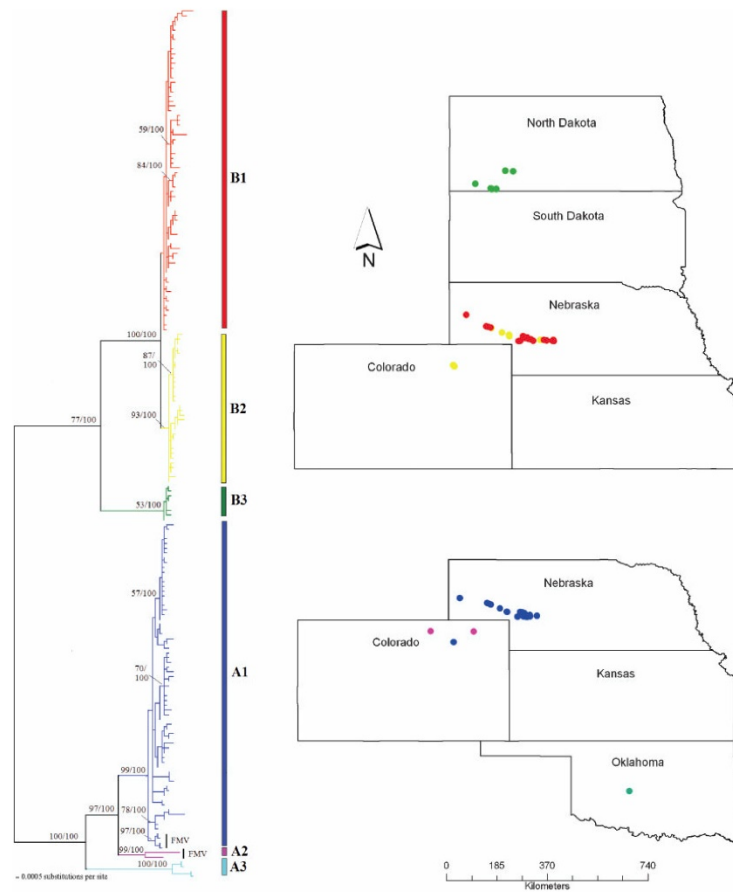 59/100
84/100
B1
100/100
87/
100
B2
93/100
77/100
53/100
B3
57/100
70/
100
A1
99/100
97/100
78/100
97/100
FMV
99/100
FMV
A2
100/100
100/100
A3
= 0.0005 substitutions per site
North Dakota
South Dakota
N
Nebraska
Colorado
Kansas
Nebraska
Colorado
Kansas
Oklahoma
0 185 370 740
Kilometers